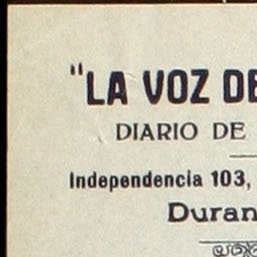 "LA VOZ DE
DIARIO DE
Independencia 103,
Duran